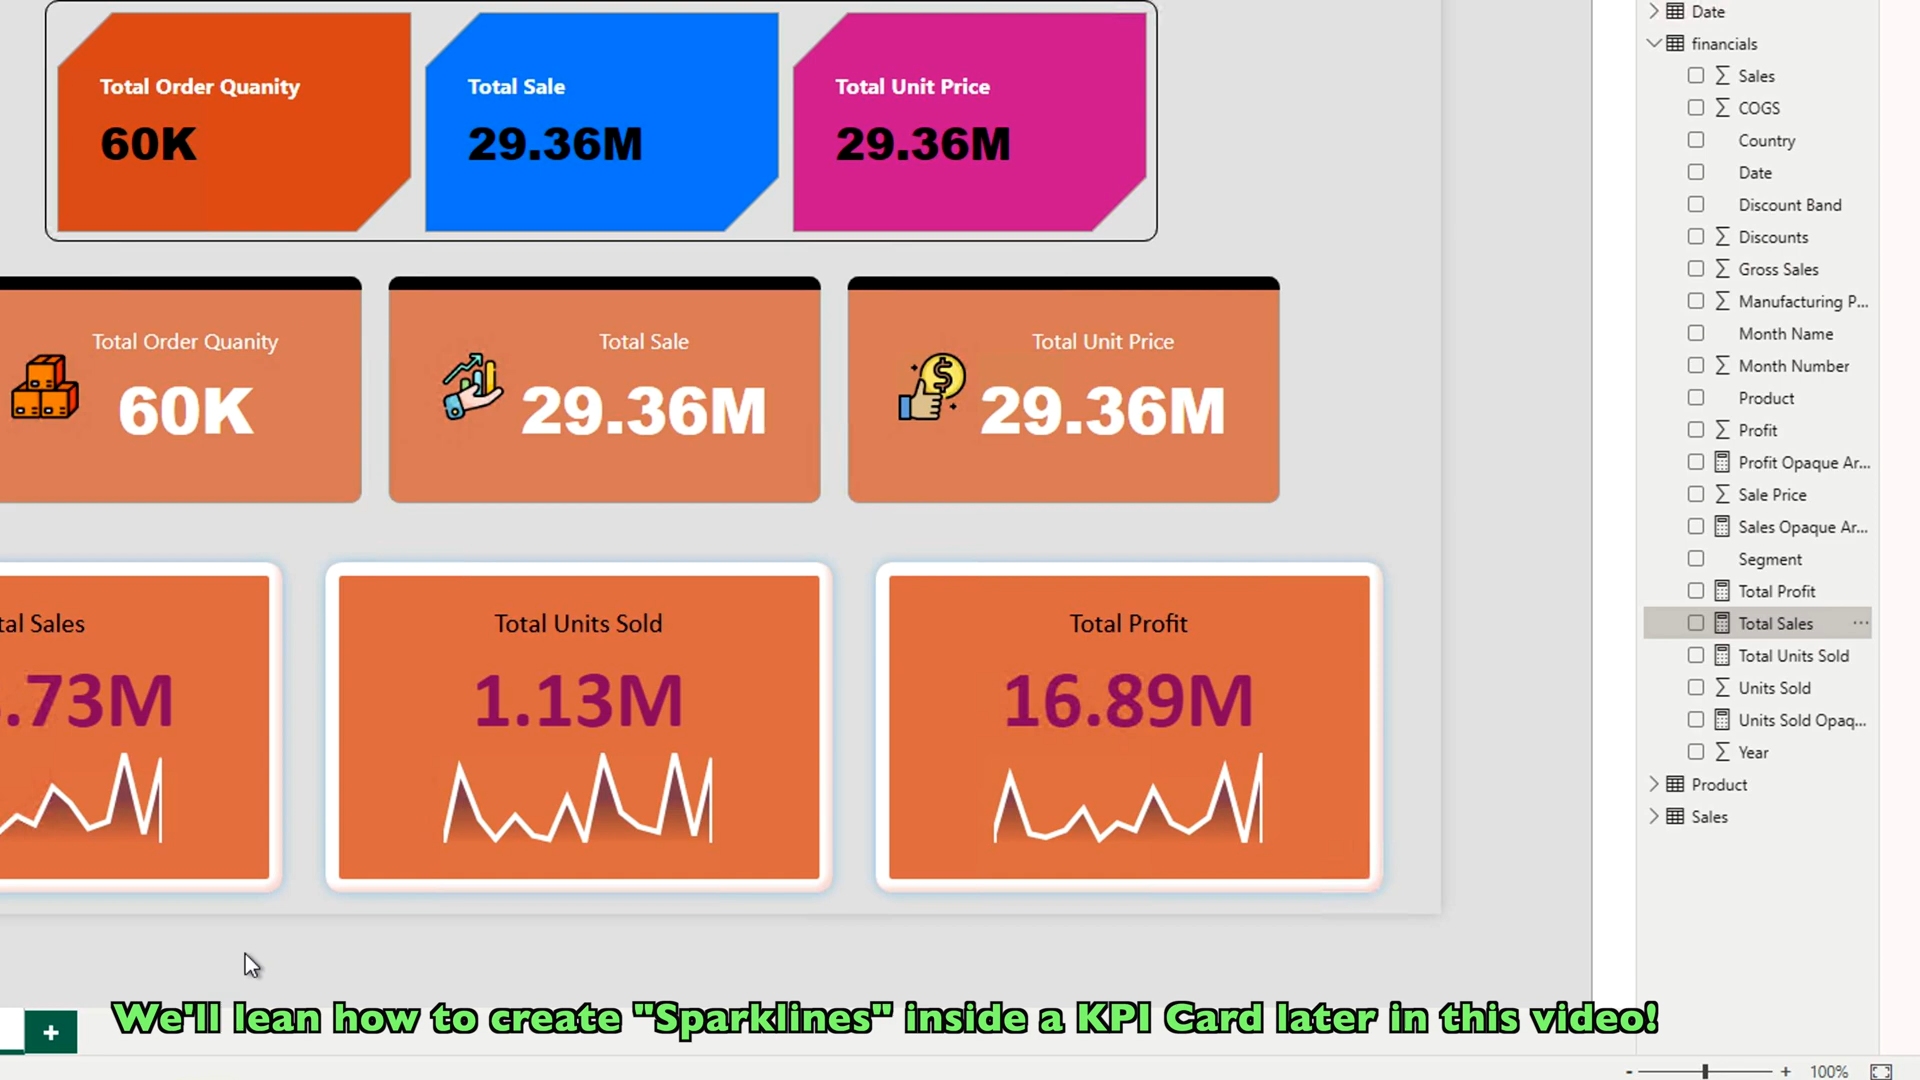 Total Order Quanity
60K
Total Sale
29.36M
Total Unit Price
29.36M
Total Order Quanity
60K
Total Sale
29.36M
Total Unit Price
29.36M
tal Sales
.73M
Total Units Sold
1.13M
Total Profit
16.89M
Date
financials
Sales
COGS
Country
Date
Discount Band
Discounts
Gross Sales
Manufacturing P...
Month Name
Month Number
Product
Profit
Profit Opaque Ar...
Sale Price
Sales Opaque Ar...
Segment
Total Profit
Total Sales
Total Units Sold
Units Sold
Units Sold Opaq...
Year
Product
Sales
We'll lean how to create "Sparklines" inside a KPI Card later in this video!
- + 100%